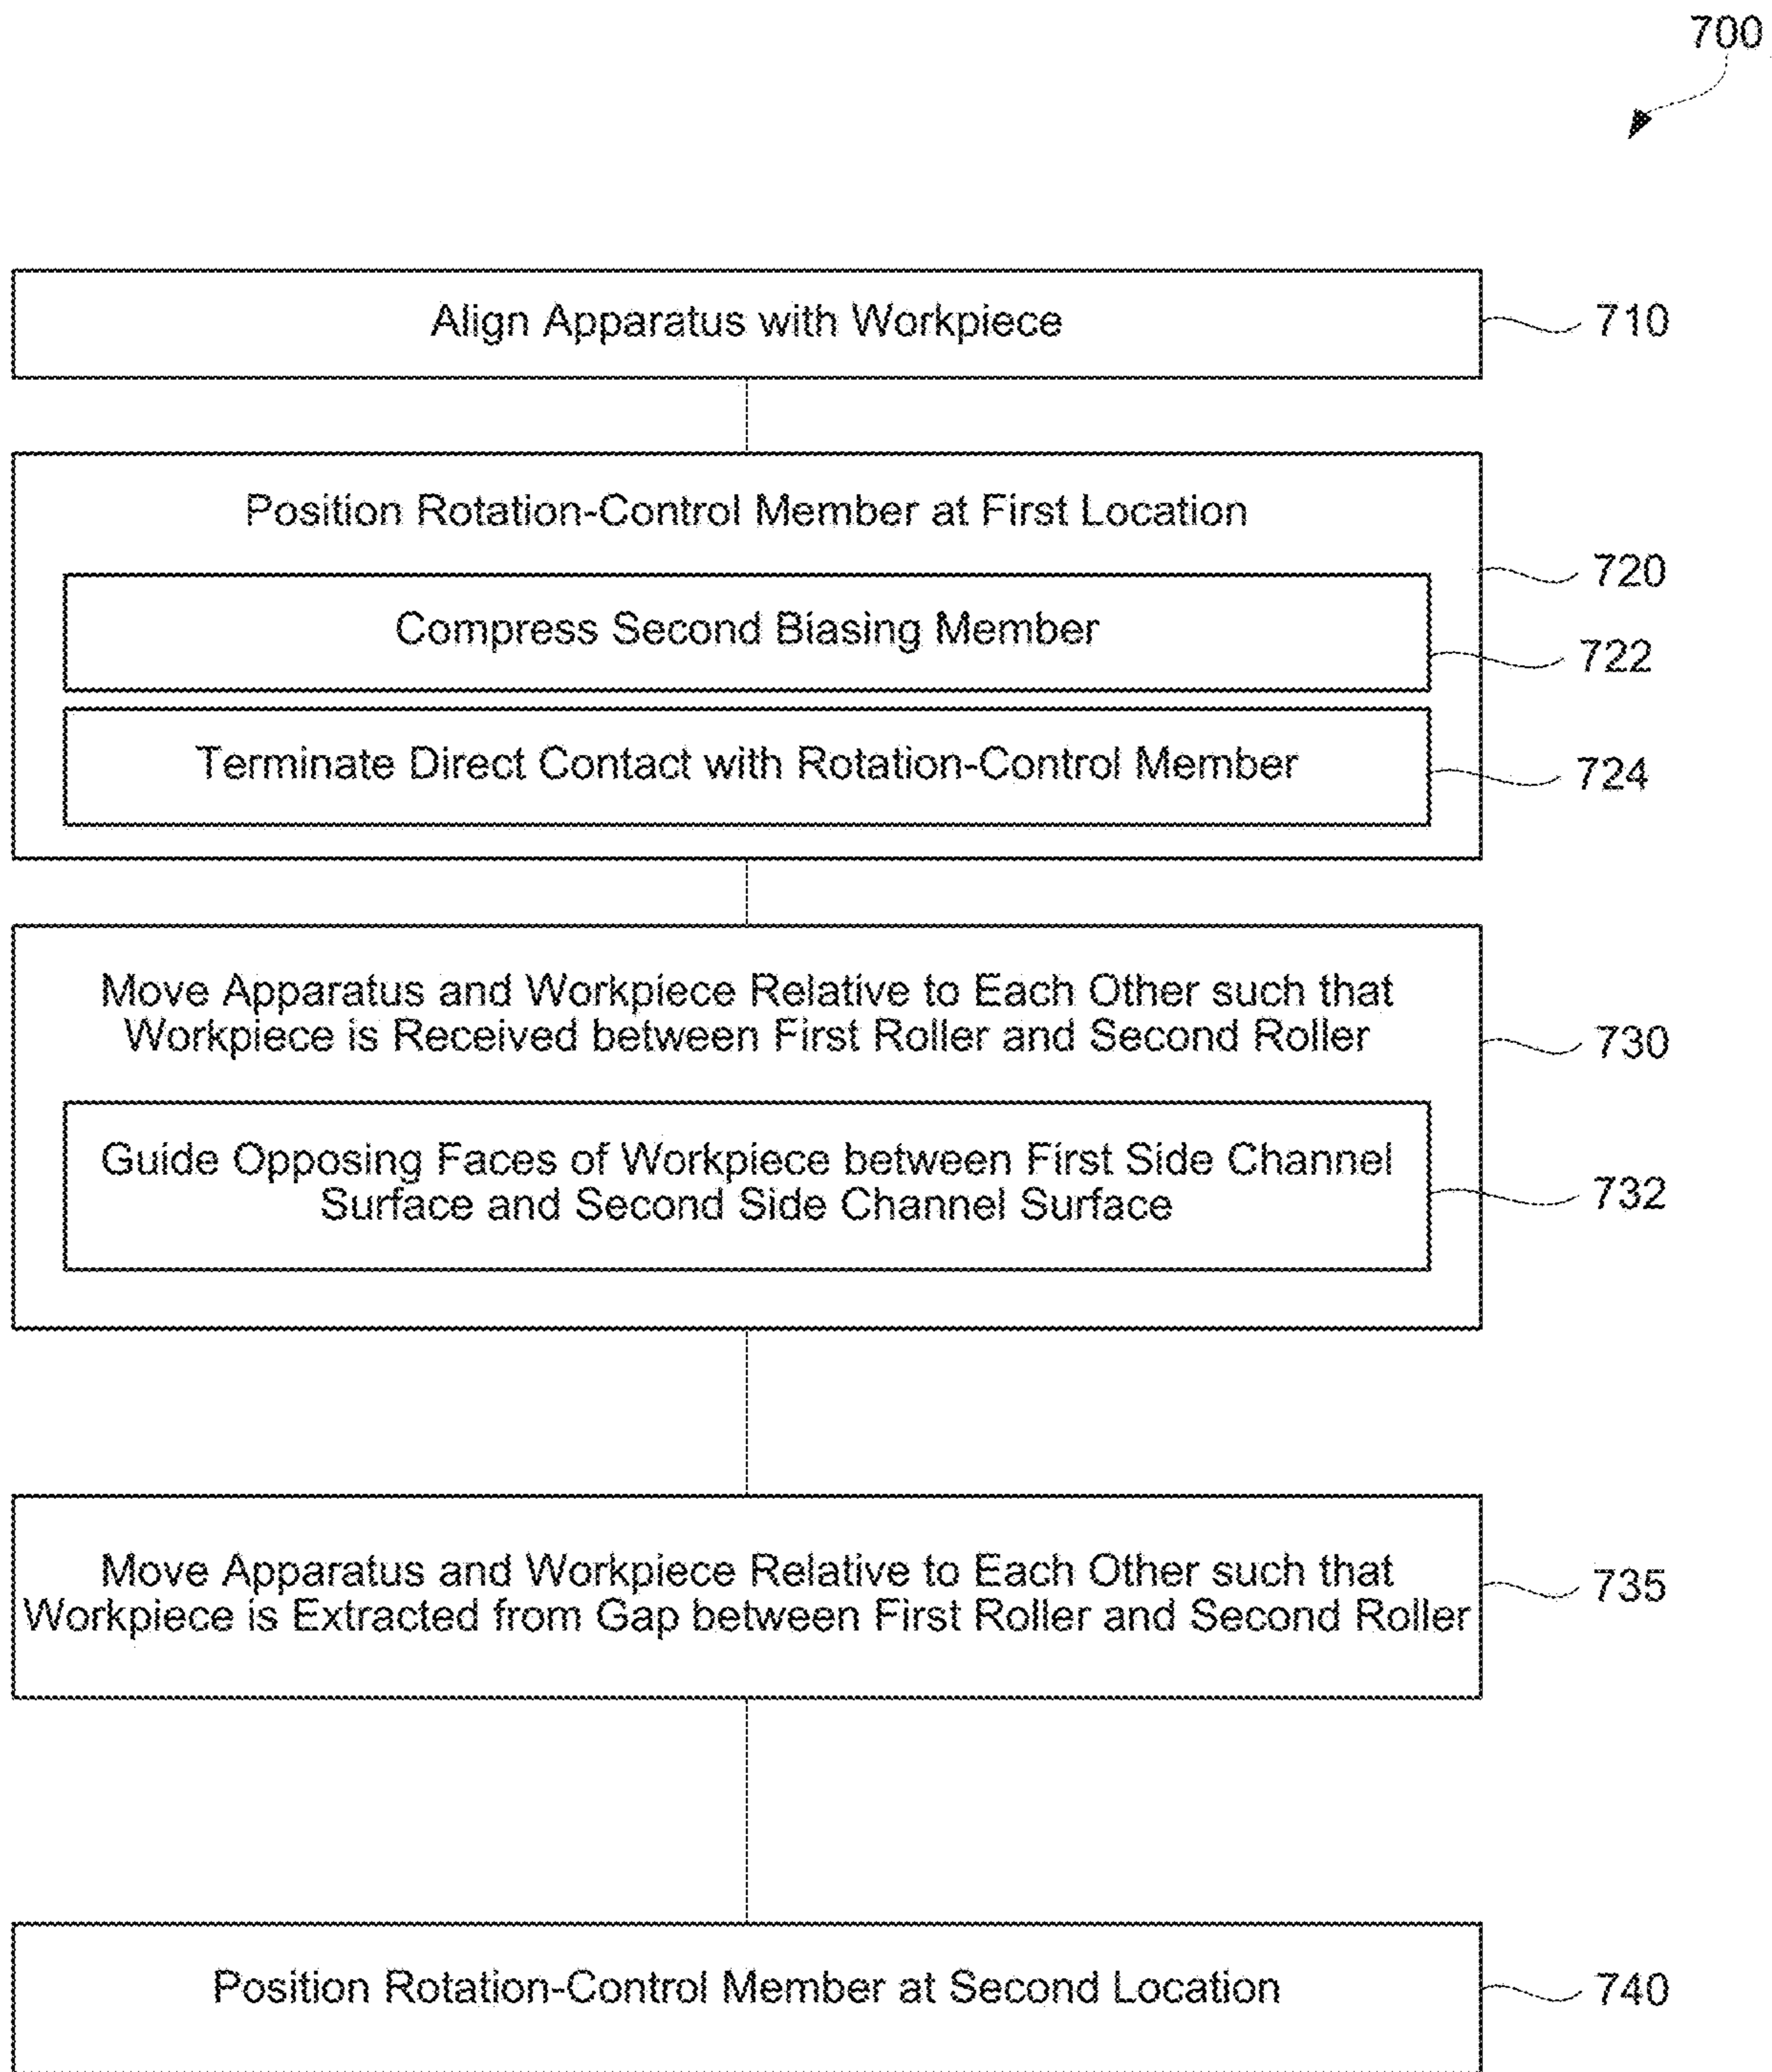 700
Align Apparatus with Workpiece
710
Position Rotation-Control Member at First Location
720
Compress Second Biasing Member
722
Terminate Direct Contact with Rotation-Control Member
724
Move Apparatus and Workpiece Relative to Each Other such that
Workpiece is Received between First Roller and Second Roller
730
Guide Opposing Faces of Workpiece between First Side Channel
Surface and Second Side Channel Surface
732
Move Apparatus and Workpiece Relative to Each Other such that
Workpiece is Extracted from Gap between First Roller and Second Roller
735
Position Rotation-Control Member at Second Location
740